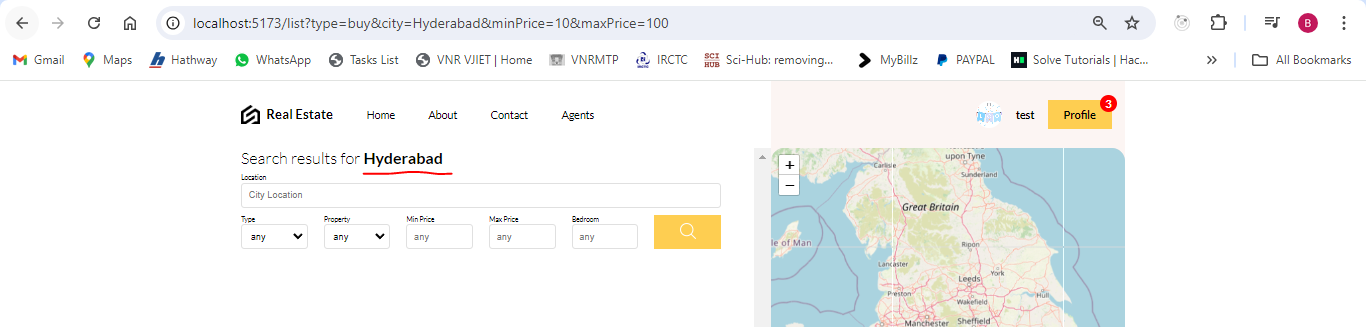 localhost:5173/list?type=buy&city=Hyderabad&minPrice=10&maxPrice=100
B
Gmail Maps Hathway WhatsApp Tasks List VNR VJIET | Home VNRMTP IRCTC Sci-Hub: removing... MyBillz PAYPAL Solve Tutorials | Hac... » All Bookmarks
Real Estate Home About Contact Agents test Profile 3
Search results for Hyderabad
Location
City Location
Type Property Min Price Max Price Bedroom
any any any any any
+
−
Carlisle
upon Tyne
Sunderland
Great Britain
le of Man
Ripon
Lancaster
York
Leeds
Preston
Hull
Wakefield
Manchester
Sheffield